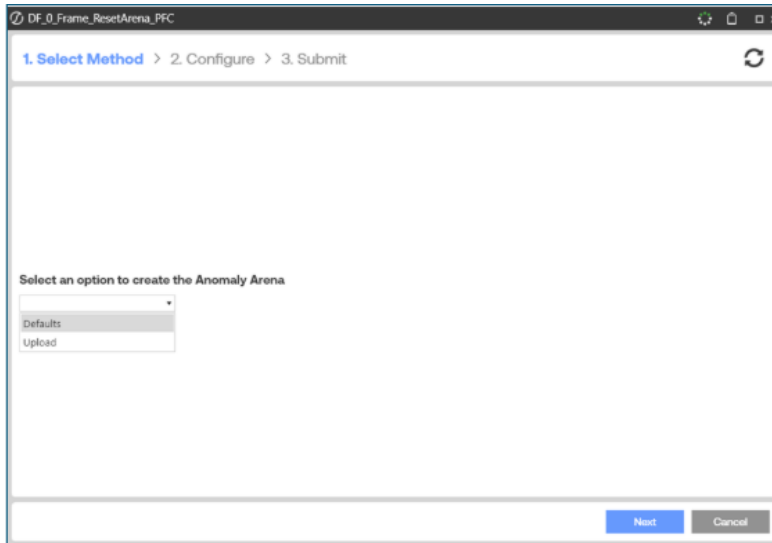 DF_0_Frame_ResetArena_PFC
1. Select Method > 2. Configure > 3. Submit
Select an option to create the Anomaly Arena
Defaults
Upload
Next Cancel